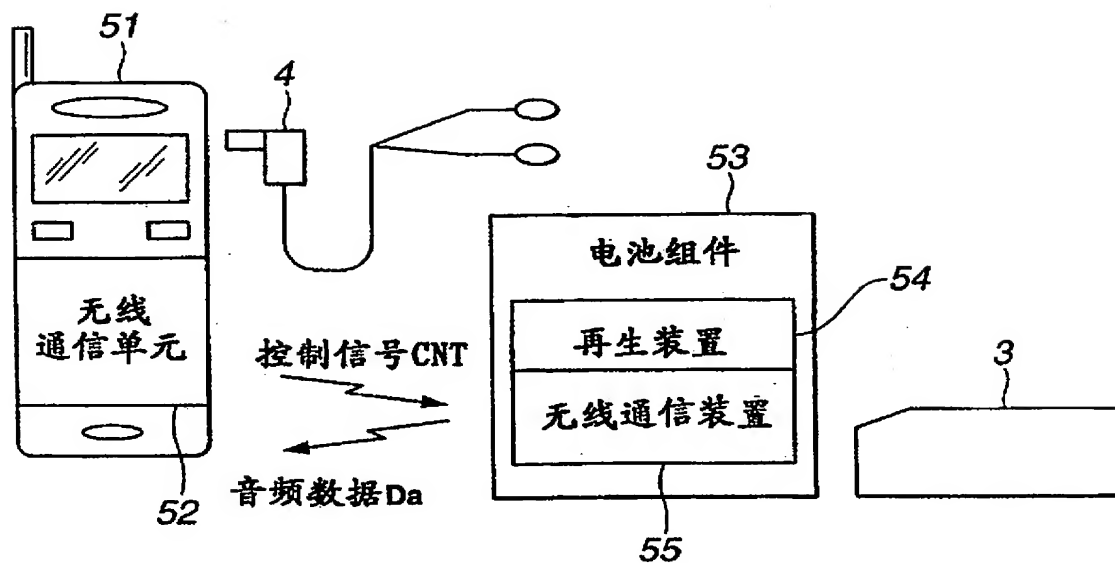 51
4
53
电池组件
54
再生装置
无线
通信单元
控制信号CNT
3
无线通信装置
音频数据Da
52
55